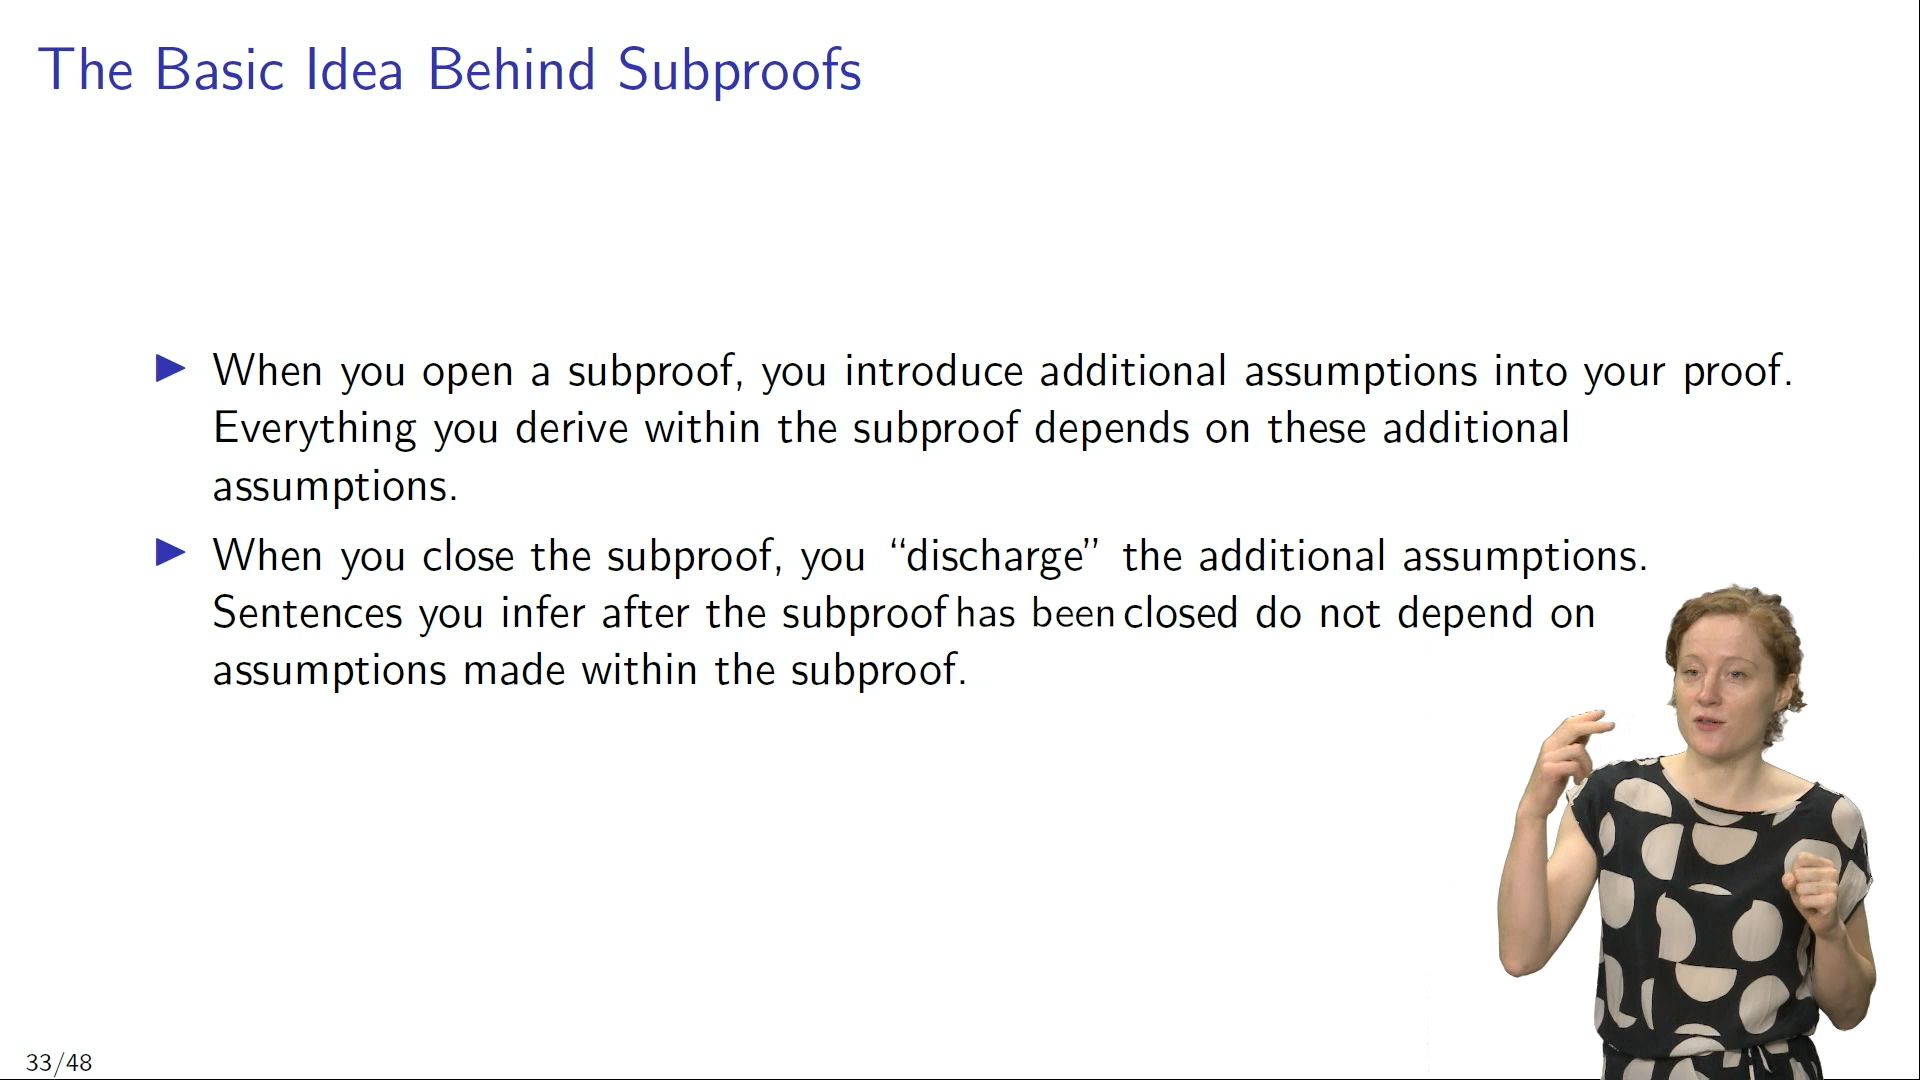 The Basic Idea Behind Subproofs
When you open a subproof, you introduce additional assumptions into your proof.
Everything you derive within the subproof depends on these additional
assumptions.
When you close the subproof, you “discharge” the additional assumptions.
Sentences you infer after the subproof has been closed do not depend on
assumptions made within the subproof.
33/48